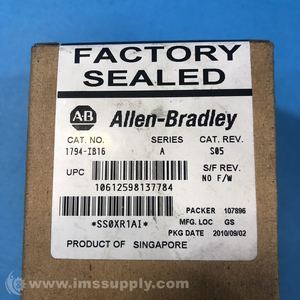 FACTORY
SEALED
A-B Allen-Bradley
CAT. NO. SERIES CAT. REV.
1794-IB16 A S05
UPC S/F REV.
10612598137784 NO F/W
PACKER 107896
*SS0XR1AI* MFG. LOC GS
PKG DATE 2010/09/02
PRODUCT OF SINGAPORE
© www.imssupply.com